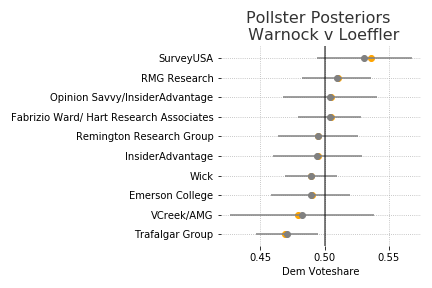 Pollster Posteriors
Warnock v Loeffler
SurveyUSA
RMG Research
Opinion Savvy/InsiderAdvantage
Fabrizio Ward/ Hart Research Associates
Remington Research Group
InsiderAdvantage
Wick
Emerson College
VCreek/AMG
Trafalgar Group
0.45 0.50 0.55
Dem Voteshare